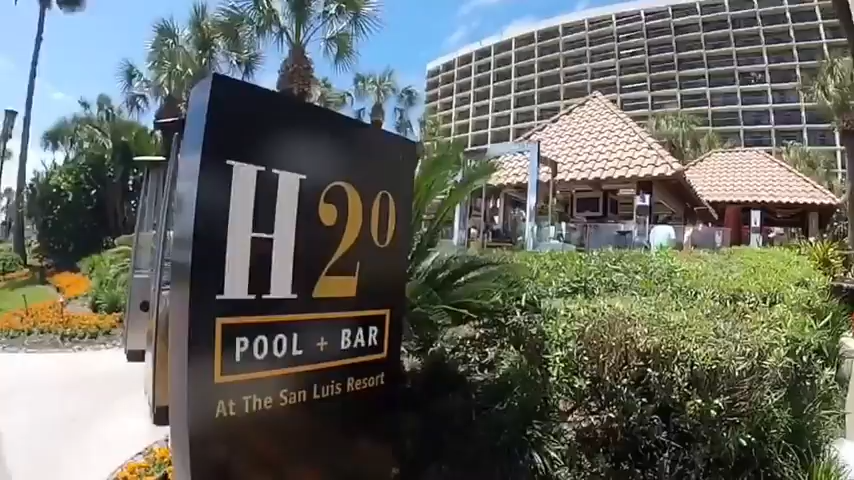 H2o
POOL + BAR
At The San Luis Resort